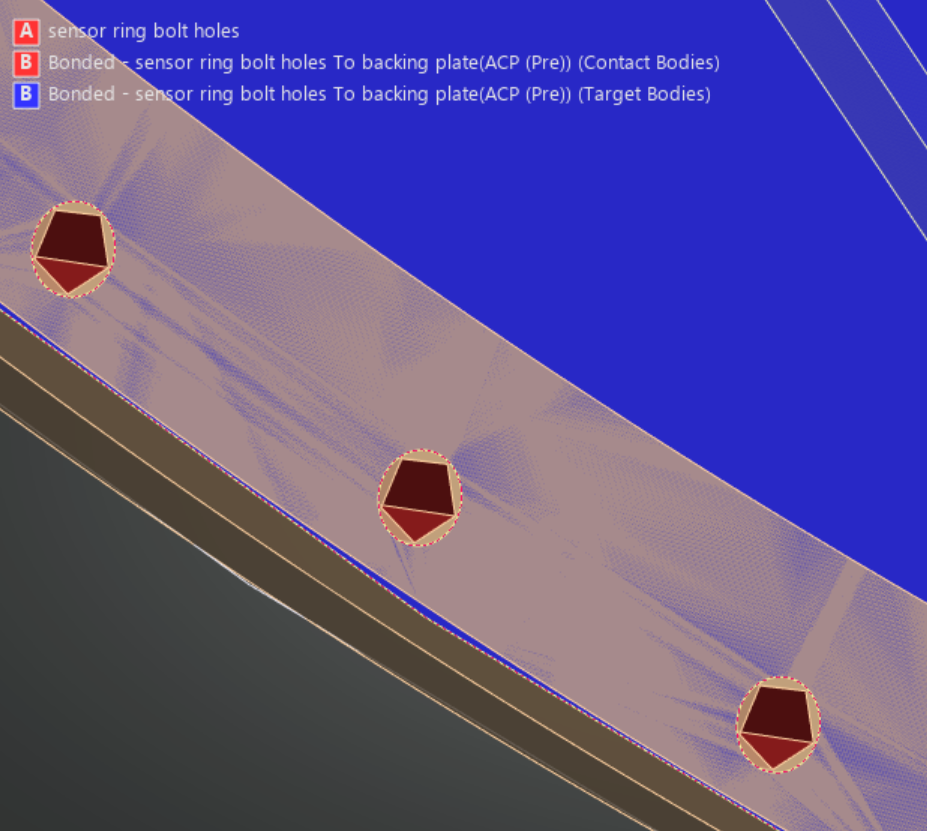 A sensor ring bolt holes
B Bonded - sensor ring bolt holes To backing plate(ACP (Pre)) (Contact Bodies)
B Bonded - sensor ring bolt holes To backing plate(ACP (Pre)) (Target Bodies)